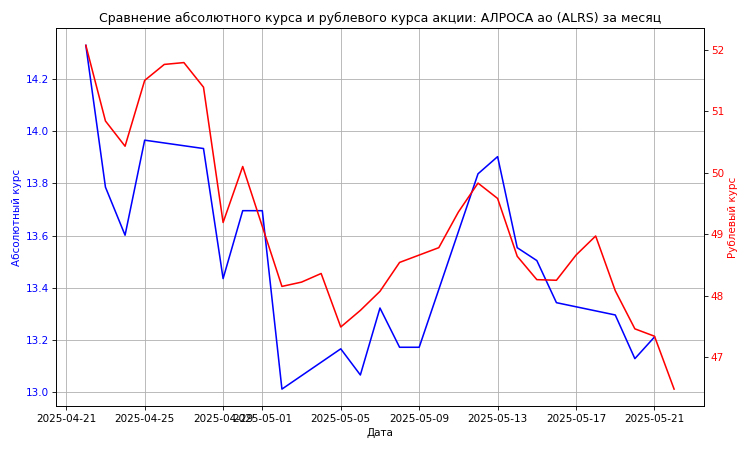 Сравнение абсолютного курса и рублевого курса акции: АЛРОСА ао (ALRS) за месяц
14.2
14.0
13.8
13.6
13.4
13.2
13.0
Абсолютный курс
52
51
50
49
48
47
Рублевый курс
2025-04-21 2025-04-25 2025-04-29 2025-05-01 2025-05-05 2025-05-09 2025-05-13 2025-05-17 2025-05-21
Дата